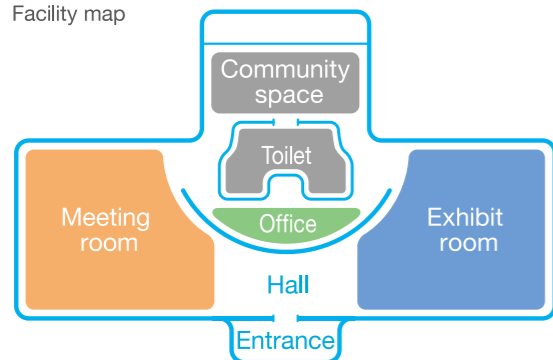 Facility map
Community
space
Toilet
Office
Meeting
room
Exhibit
room
Hall
Entrance